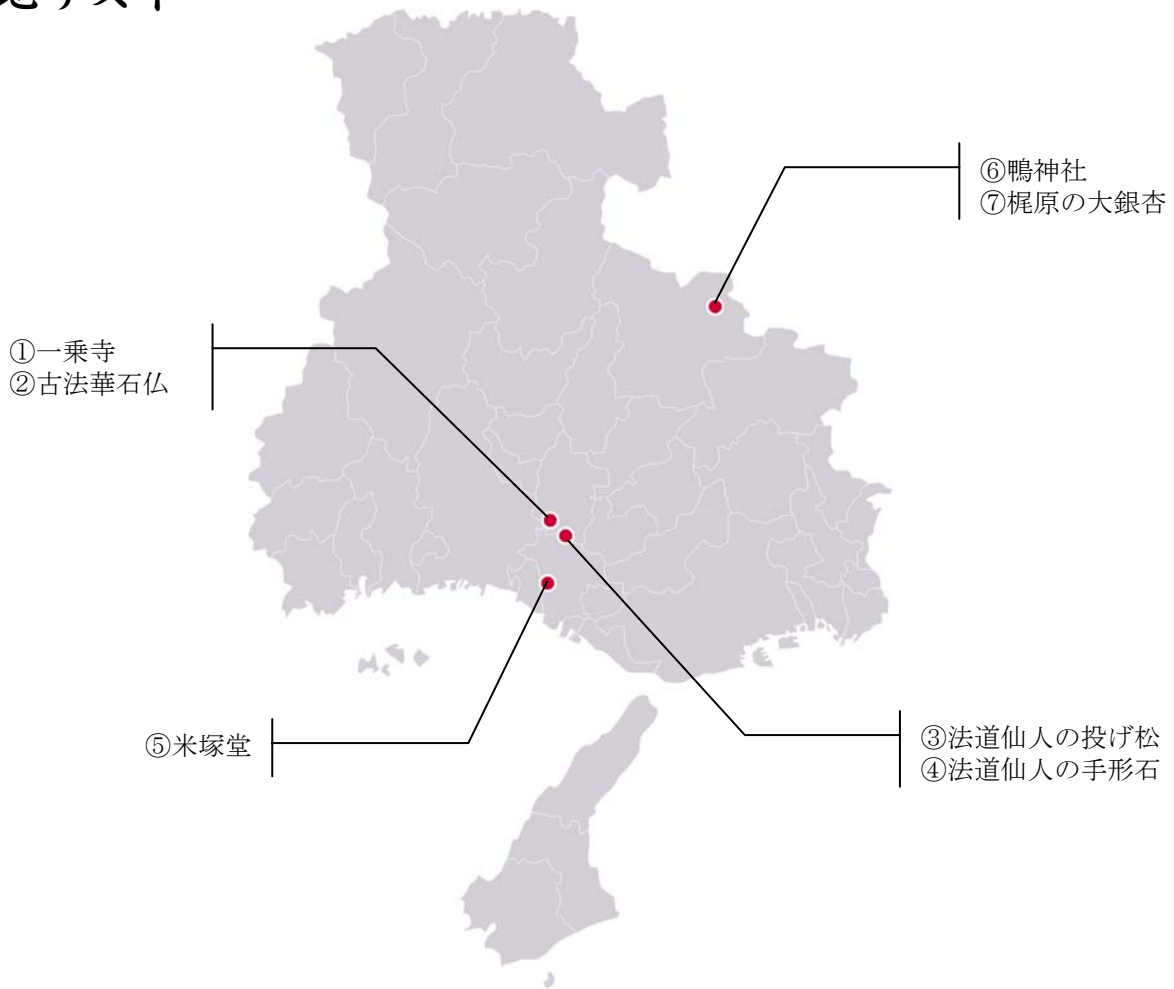 ①一乗寺
②古法華石仏
③法道仙人の投げ松
④法道仙人の手形石
⑤米塚堂
⑥鴨神社
⑦梶原の大銀杏